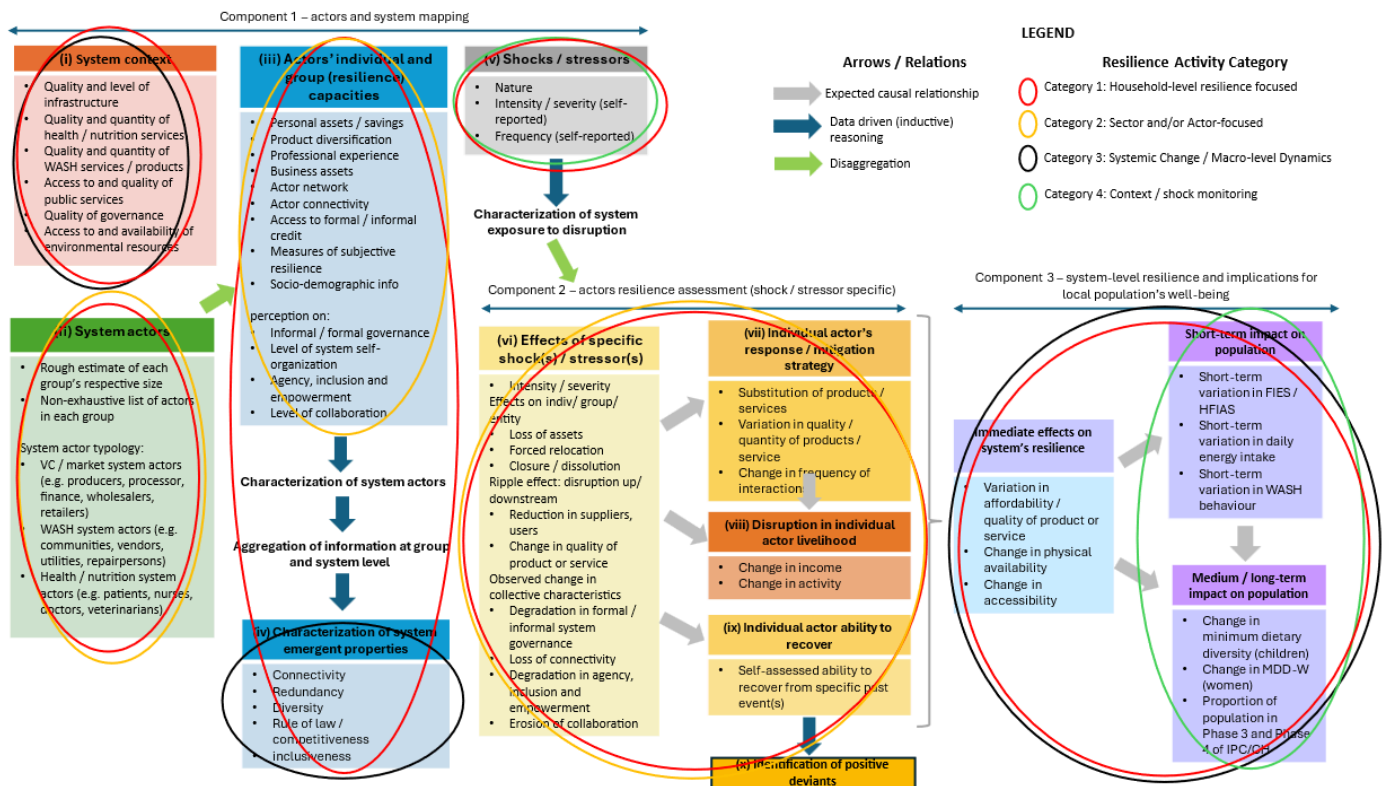 Component 1 – actors and system mapping
(i) System context
Quality and level of
infrastructure
Quality and quantity of
health / nutrition services
Quality and quantity of
WASH services / products
Access to and quality of
public services
Quality of governance
Access to and availability of
environmental resources
(ii) System actors
Rough estimate of each
group's respective size
Non-exhaustive list of actors
in each group
System actor typology:
VC / market system actors
(e.g. producers, processor,
finance, wholesalers,
retailers)
WASH system actors (e.g.
communities, vendors,
utilities, repairpersons)
Health / nutrition system
actors (e.g. patients, nurses,
doctors, veterinarians)
(iii) Actors' individual and
group (resilience)
capacities
Personal assets / savings
Product diversification
Professional experience
Business assets
Actor network
Actor connectivity
Access to formal / informal
credit
Measures of subjective
resilience
Socio-demographic info
perception on:
Informal / formal governance
Level of system self-
organization
Agency, inclusion and
empowerment
Level of collaboration
Characterization of system actors
Aggregation of information at group
and system level
(iv) Characterization of system
emergent properties
Connectivity
Redundancy
Diversity
Rule of law /
competitiveness
inclusiveness
(v) Shocks / stressors
Nature
Intensity / severity (self-
reported)
Frequency (self-reported)
Characterization of system
exposure to disruption
Component 2 – actors resilience assessment (shock / stressor specific)
(vi) Effects of specific
shock(s) / stressor(s)
Intensity / severity
Effects on indiv/ group/
entity
Loss of assets
Forced relocation
Closure / dissolution
Ripple effect: disruption up/
downstream
Reduction in suppliers,
users
Change in quality of
product or service
Observed change in
collective characteristics
Degradation in formal /
informal system
governance
Loss of connectivity
Degradation in agency,
inclusion and
empowerment
Erosion of collaboration
(vii) Individual actor's
response / mitigation
strategy
Substitution of products /
services
Variation in quality /
quantity of products /
service
Change in frequency of
interactions
(viii) Disruption in individual
actor livelihood
Change in income
Change in activity
(ix) Individual actor ability to
recover
Self-assessed ability to
recover from specific past
event(s)
(x) Identification of positive
deviants
LEGEND
Arrows / Relations
Expected causal relationship
Data driven (inductive)
reasoning
Disaggregation
Resilience Activity Category
Category 1: Household-level resilience focused
Category 2: Sector and/or Actor-focused
Category 3: Systemic Change / Macro-level Dynamics
Category 4: Context / shock monitoring
Component 3 – system-level resilience and implications for
local population's well-being
Immediate effects on
system's resilience
Variation in
affordability /
quality of product or
service
Change in physical
availability
Change in
accessibility
Short-term impact on
population
Short-term
variation in FIES /
HFIAS
Short-term
variation in daily
energy intake
Short-term
variation in WASH
behaviour
Medium / long-term
impact on population
Change in
minimum dietary
diversity (children)
Change in MDD-W
(women)
Proportion of
population in
Phase 3 and Phase
4 of IPC/CH